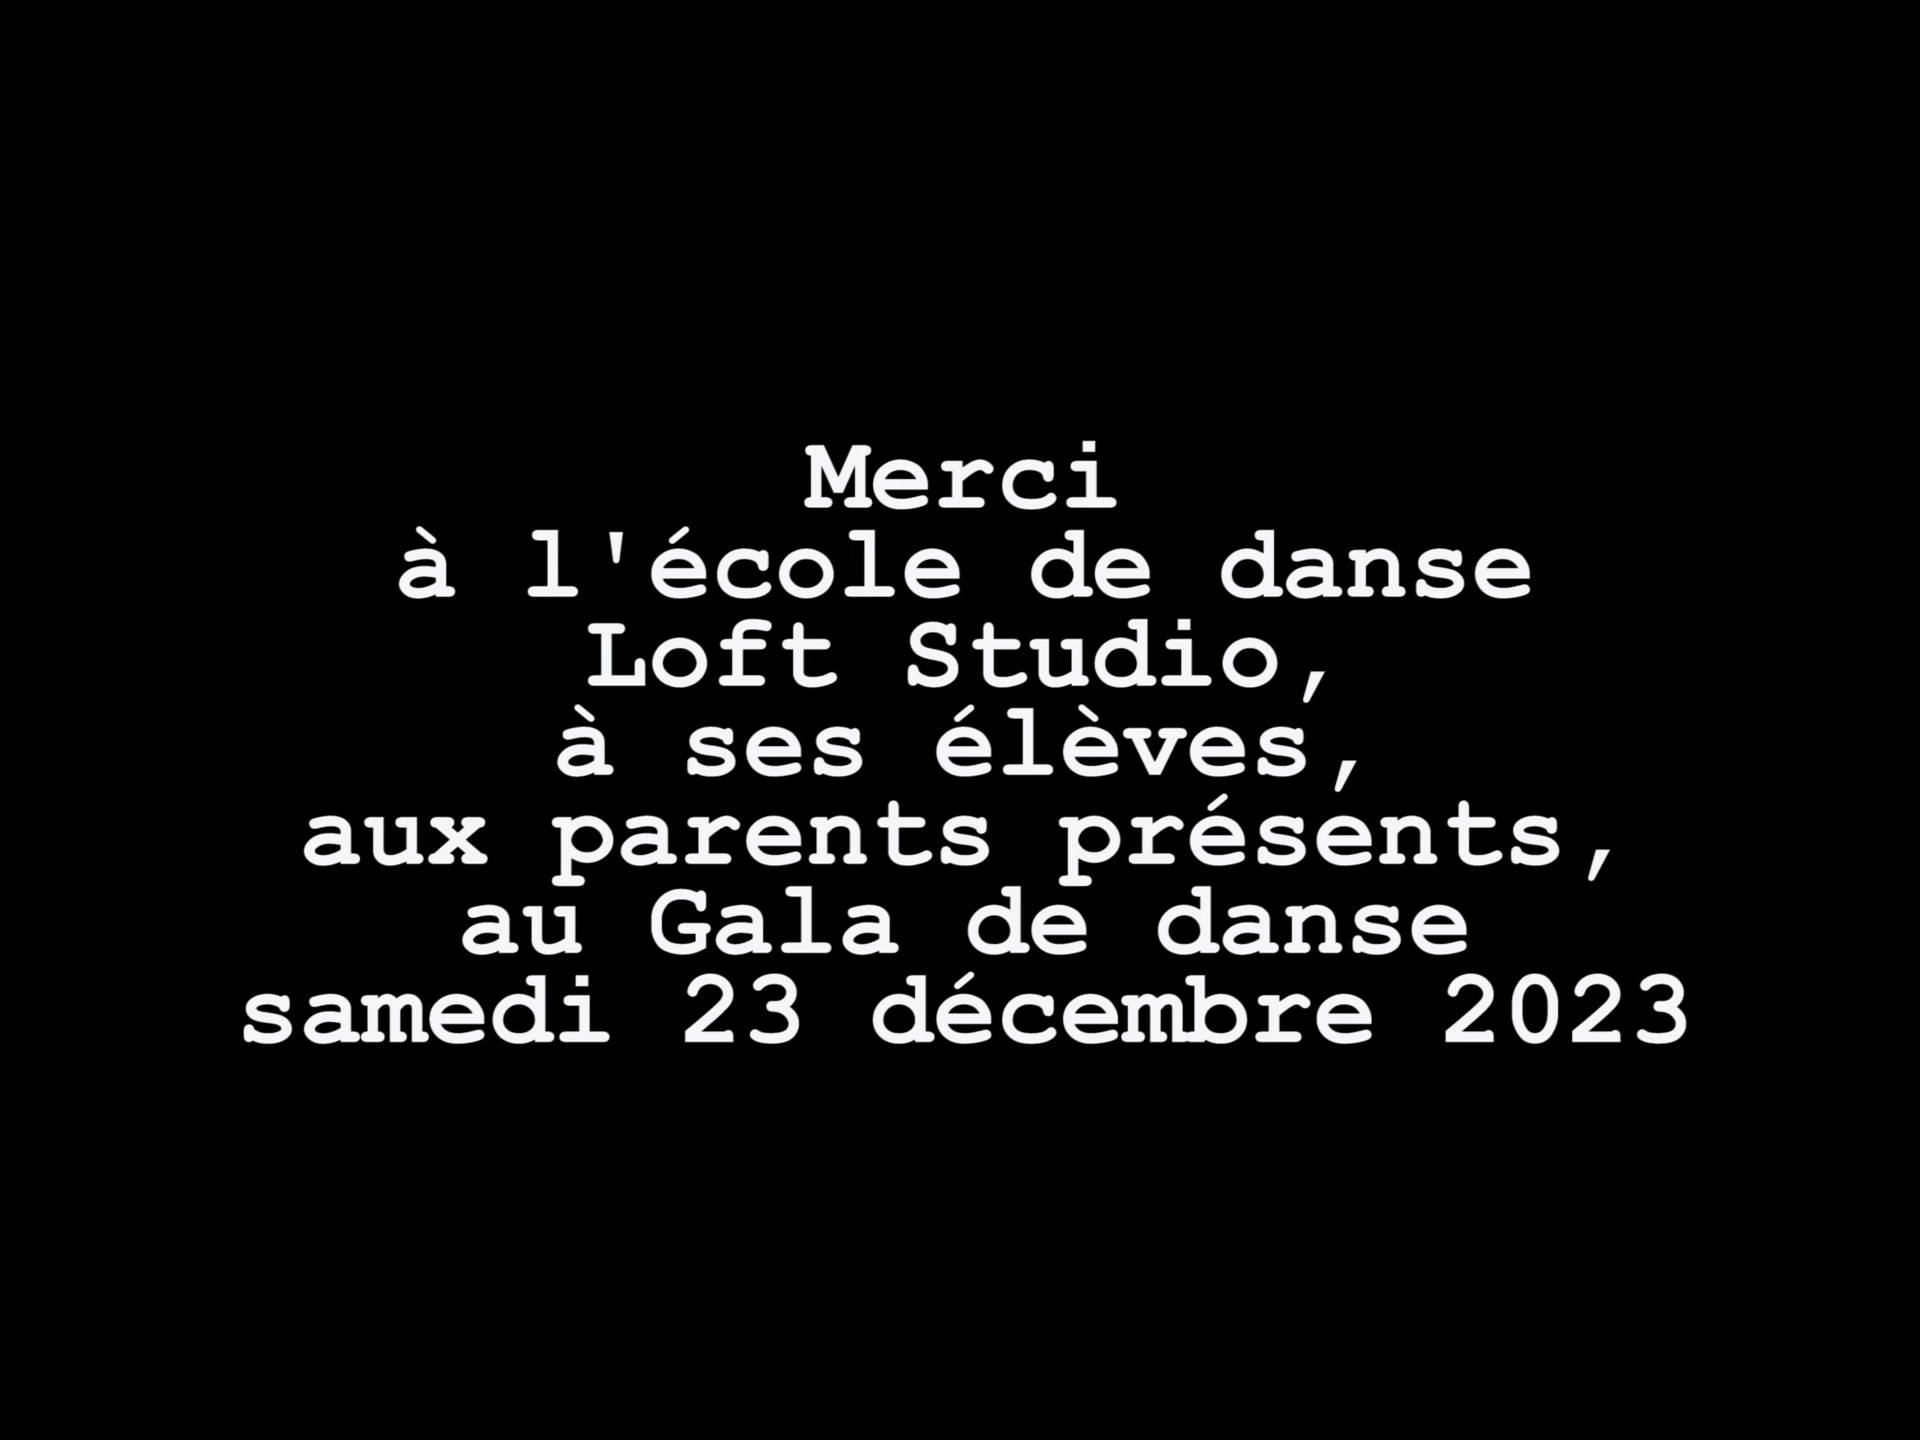 Merci
à l'école de danse
Loft Studio,
à ses élèves,
aux parents présents,
au Gala de danse
samedi 23 décembre 2023